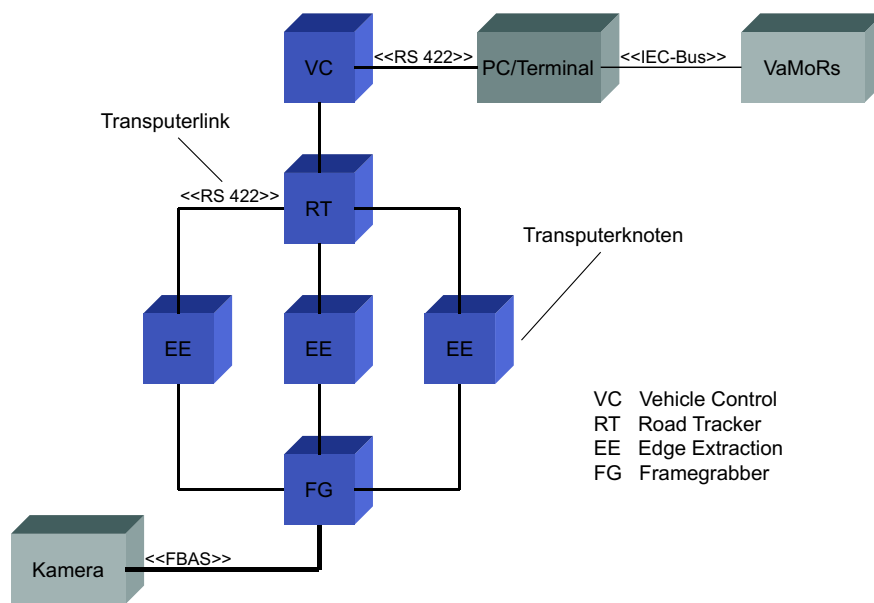 VC
<<RS 422>>
PC/Terminal
<<IEC-Bus>>
VaMoRs
Transputerlink
<<RS 422>>
RT
Transputerknoten
EE
EE
EE
VC Vehicle Control
RT Road Tracker
EE Edge Extraction
FG Framegrabber
FG
Kamera
<<FBAS>>